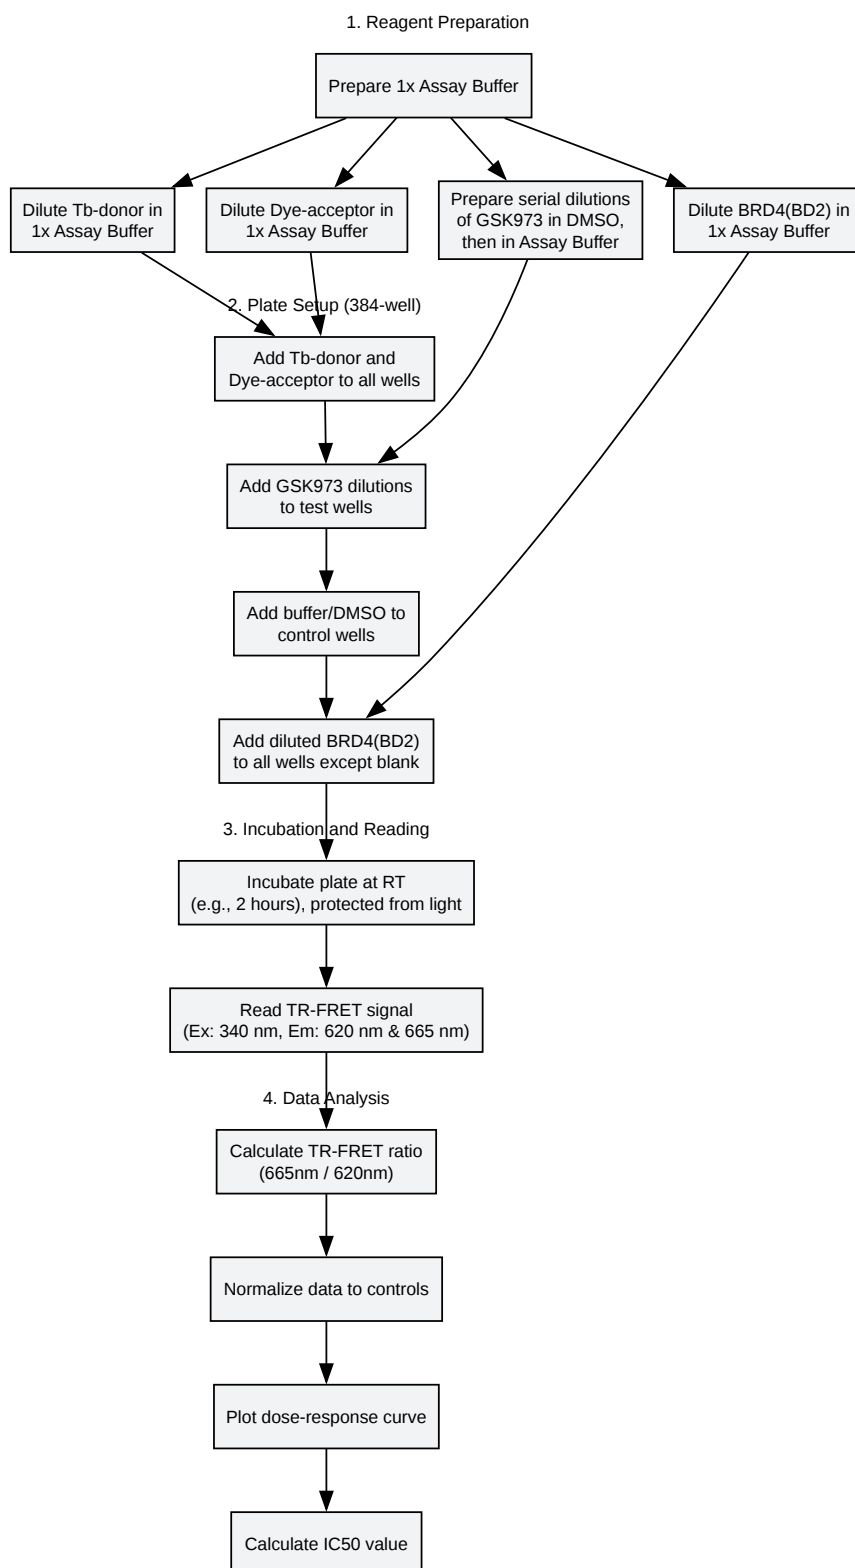 1. Reagent Preparation
Prepare 1x Assay Buffer
Dilute Tb-donor in
1x Assay Buffer
Dilute Dye-acceptor in
1x Assay Buffer
Prepare serial dilutions
of GSK973 in DMSO,
then in Assay Buffer
Dilute BRD4(BD2) in
1x Assay Buffer
2. Plate Setup (384-well)
Add Tb-donor and
Dye-acceptor to all wells
Add GSK973 dilutions
to test wells
Add buffer/DMSO to
control wells
Add diluted BRD4(BD2)
to all wells except blank
3. Incubation and Reading
Incubate plate at RT
(e.g., 2 hours), protected from light
Read TR-FRET signal
(Ex: 340 nm, Em: 620 nm & 665 nm)
4. Data Analysis
Calculate TR-FRET ratio
(665nm / 620nm)
Normalize data to controls
Plot dose-response curve
Calculate IC50 value